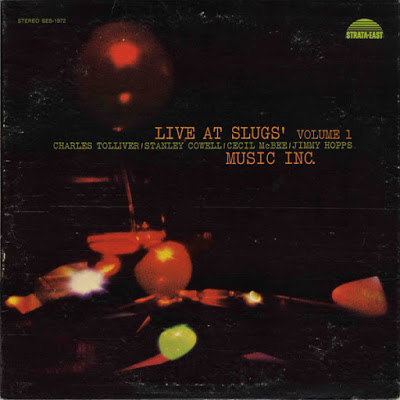 STEREO SES-1972
STRATA-EAST
LIVE AT SLUGS' VOLUME 1
CHARLES TOLLIVER/STANLEY COWELL/CECIL McBEE/JIMMY HOPPS
MUSIC INC.